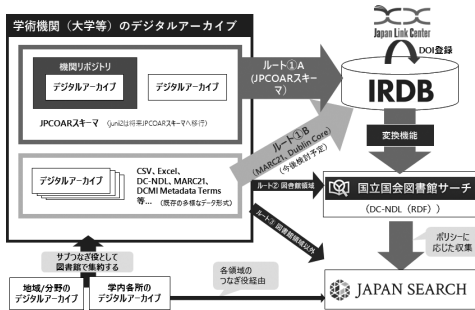 学術機関（大学等）のデジタルアーカイブ
機関リポジトリ
デジタルアーカイブ
デジタルアーカイブ
JPCOARスキーマ（junii2は将来JPCOARスキーマへ移行）
デジタルアーカイブ
CSV、Excel、
DC-NDL、MARC21、
DCMI Metadata Terms
等…（既存の多様なデータ形式）
サブつなぎ役として
図書館で集約する
地域/分野の
デジタルアーカイブ
学内各所の
デジタルアーカイブ
ルート①A
（JPCOARスキー
マ）
ルート①B
（MARC21、Dublin Core）
（今後検討予定）
ルート② 図書館領域
ルート③ 図書館領域以外
各領域の
つなぎ役経由
Japan Link Center
DOI登録
IRDB
変換機能
国立国会図書館サーチ
（DC-NDL（RDF））
ポリシーに
応じた収集
JAPAN SEARCH